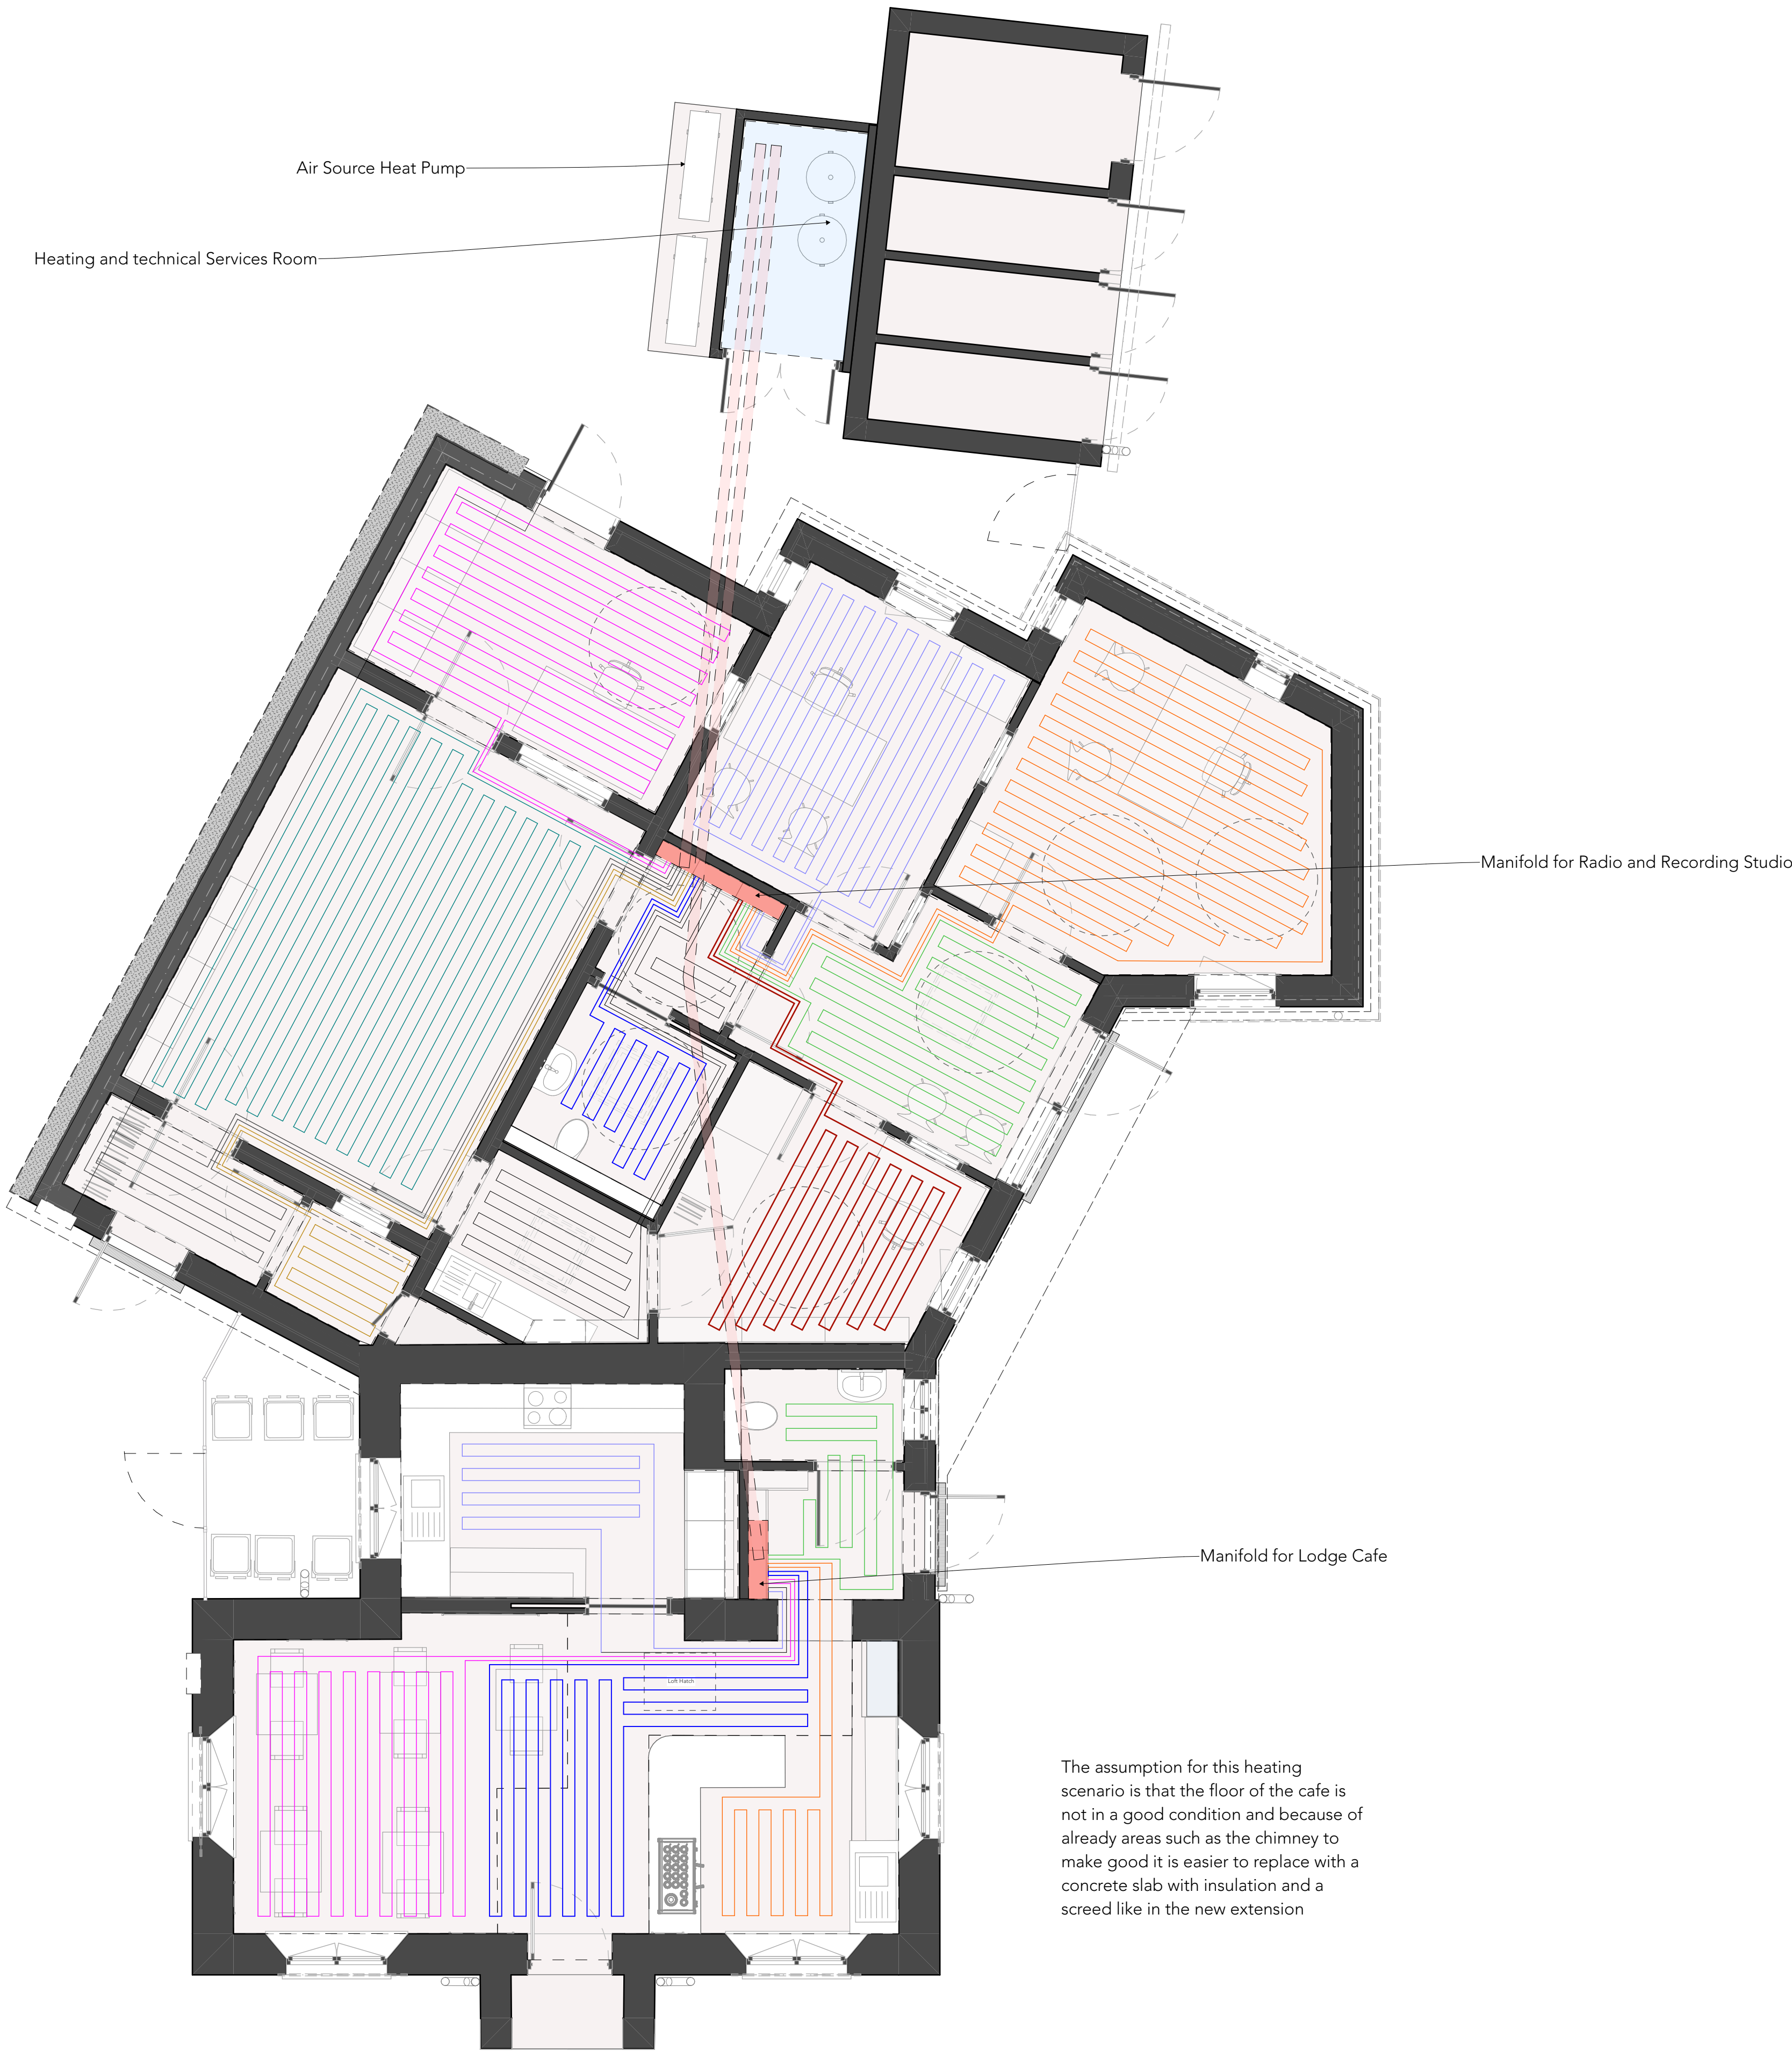 Air Source Heat Pump
Heating and technical Services Room
Manifold for Radio and Recording Studio
Manifold for Lodge Cafe
Loft Hatch
The assumption for this heating
scenario is that the floor of the cafe is
not in a good condition and because of
already areas such as the chimney to
make good it is easier to replace with a
concrete slab with insulation and a
screed like in the new extension